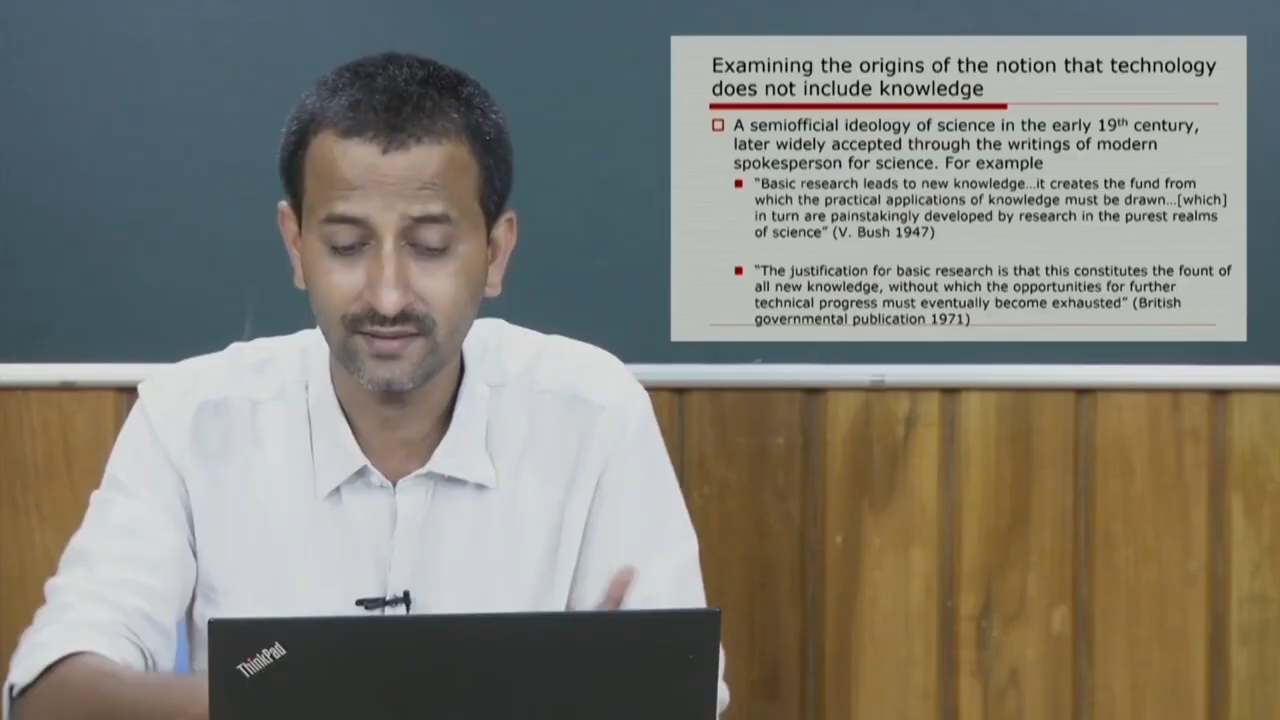 Examining the origins of the notion that technology
does not include knowledge
A semiofficial ideology of science in the early 19th century,
later widely accepted through the writings of modern
spokesperson for science. For example
“Basic research leads to new knowledge…it creates the fund from
which the practical applications of knowledge must be drawn…[which]
in turn are painstakingly developed by research in the purest realms
of science” (V. Bush 1947)
“The justification for basic research is that this constitutes the fount of
all new knowledge, without which the opportunities for further
technical progress must eventually become exhausted” (British
governmental publication 1971)
ThinkPad